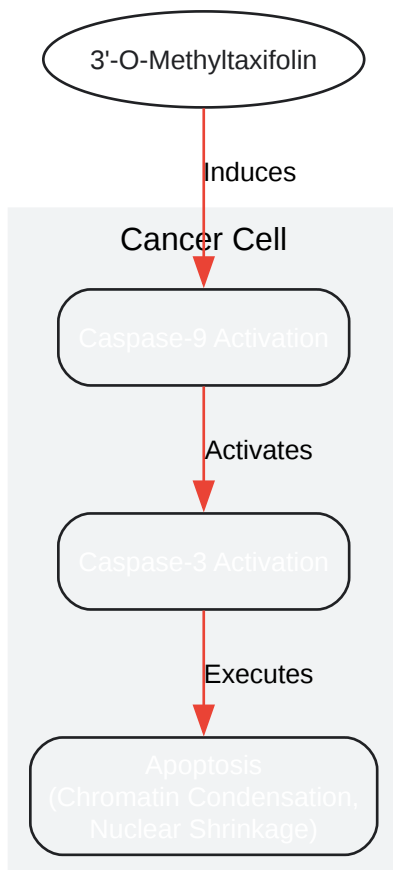 3'-O-Methyltaxifolin
Induces
Cancer Cell
Caspase-9 Activation
Activates
Caspase-3 Activation
Executes
Apoptosis
(Chromatin Condensation,
Nuclear Shrinkage)